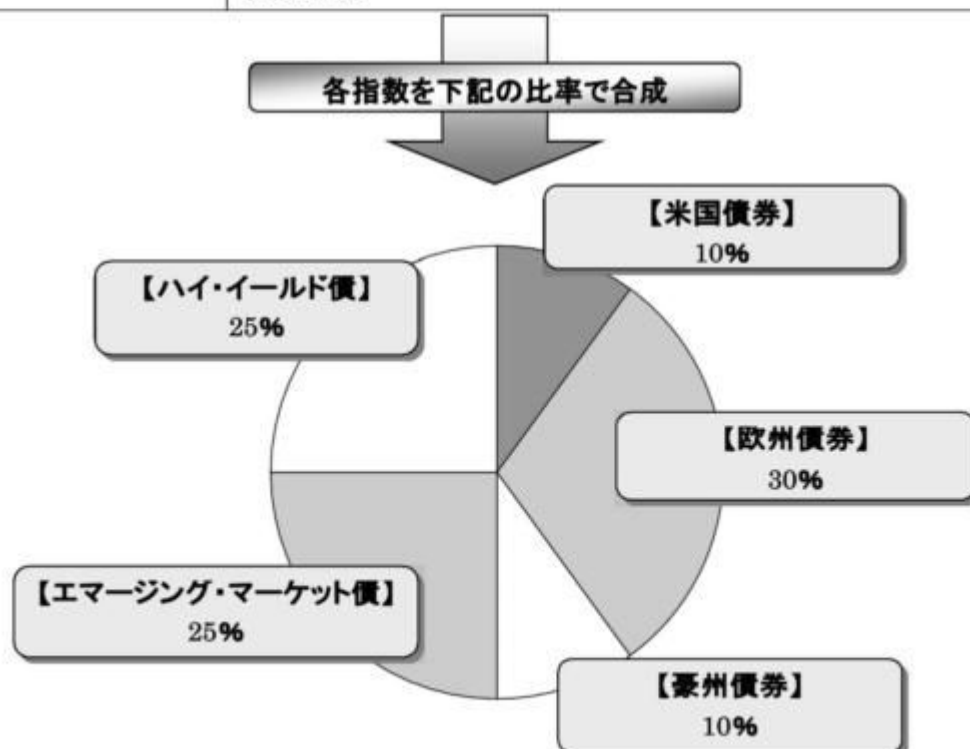 各指数を下記の比率で合成
【米国債券】
10%
【ハイ・イールド債】
25%
【欧州債券】
30%
【エマージング・マーケット債】
25%
【豪州債券】
10%